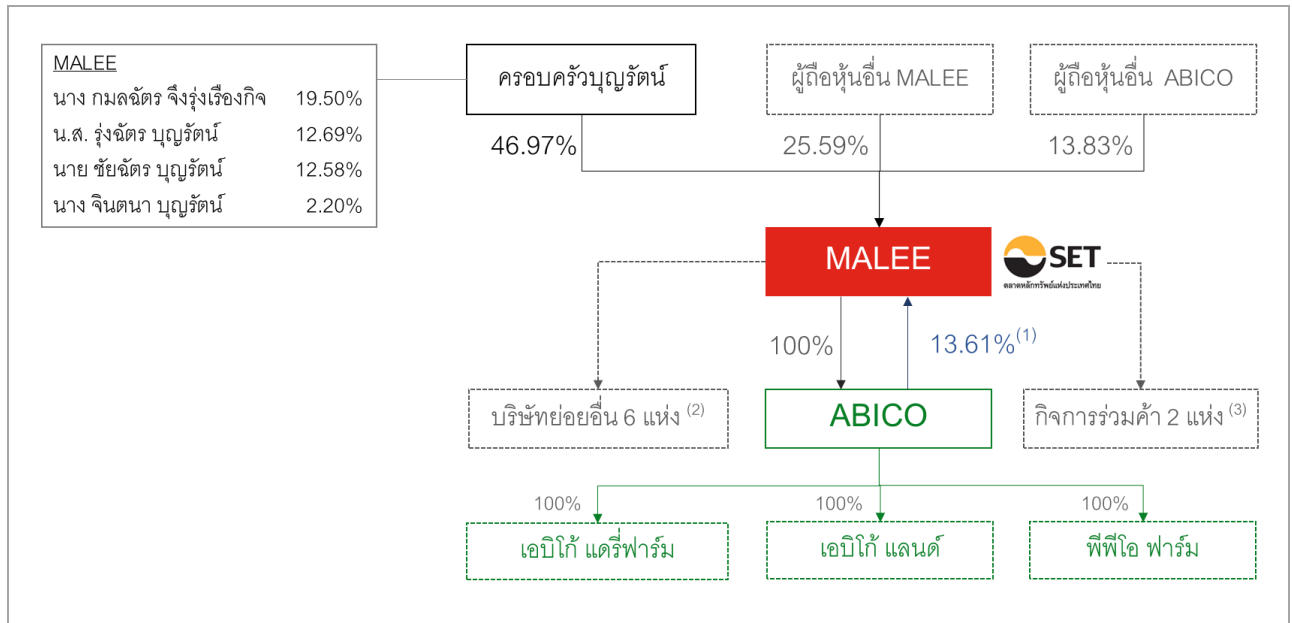 MALEE
นาง กมลฉัตร จึงรุ่งเรืองกิจ 19.50%
น.ส. รุ่งฉัตร บุญรัตน์ 12.69%
นาย ชัยฉัตร บุญรัตน์ 12.58%
นาง จินตนา บุญรัตน์ 2.20%
ครอบครัวบุญรัตน์
ผู้ถือหุ้นอื่น MALEE
ผู้ถือหุ้นอื่น ABICO
46.97%
25.59%
13.83%
MALEE
SET
ตลาดหลักทรัพย์แห่งประเทศไทย
100%
13.61%(1)
บริษัทย่อยอื่น 6 แห่ง (2)
ABICO
กิจการร่วมค้า 2 แห่ง (3)
100%
100%
100%
เอบิโก้ แดรี่ฟาร์ม
เอบิโก้ แลนด์
พีพีโอ ฟาร์ม